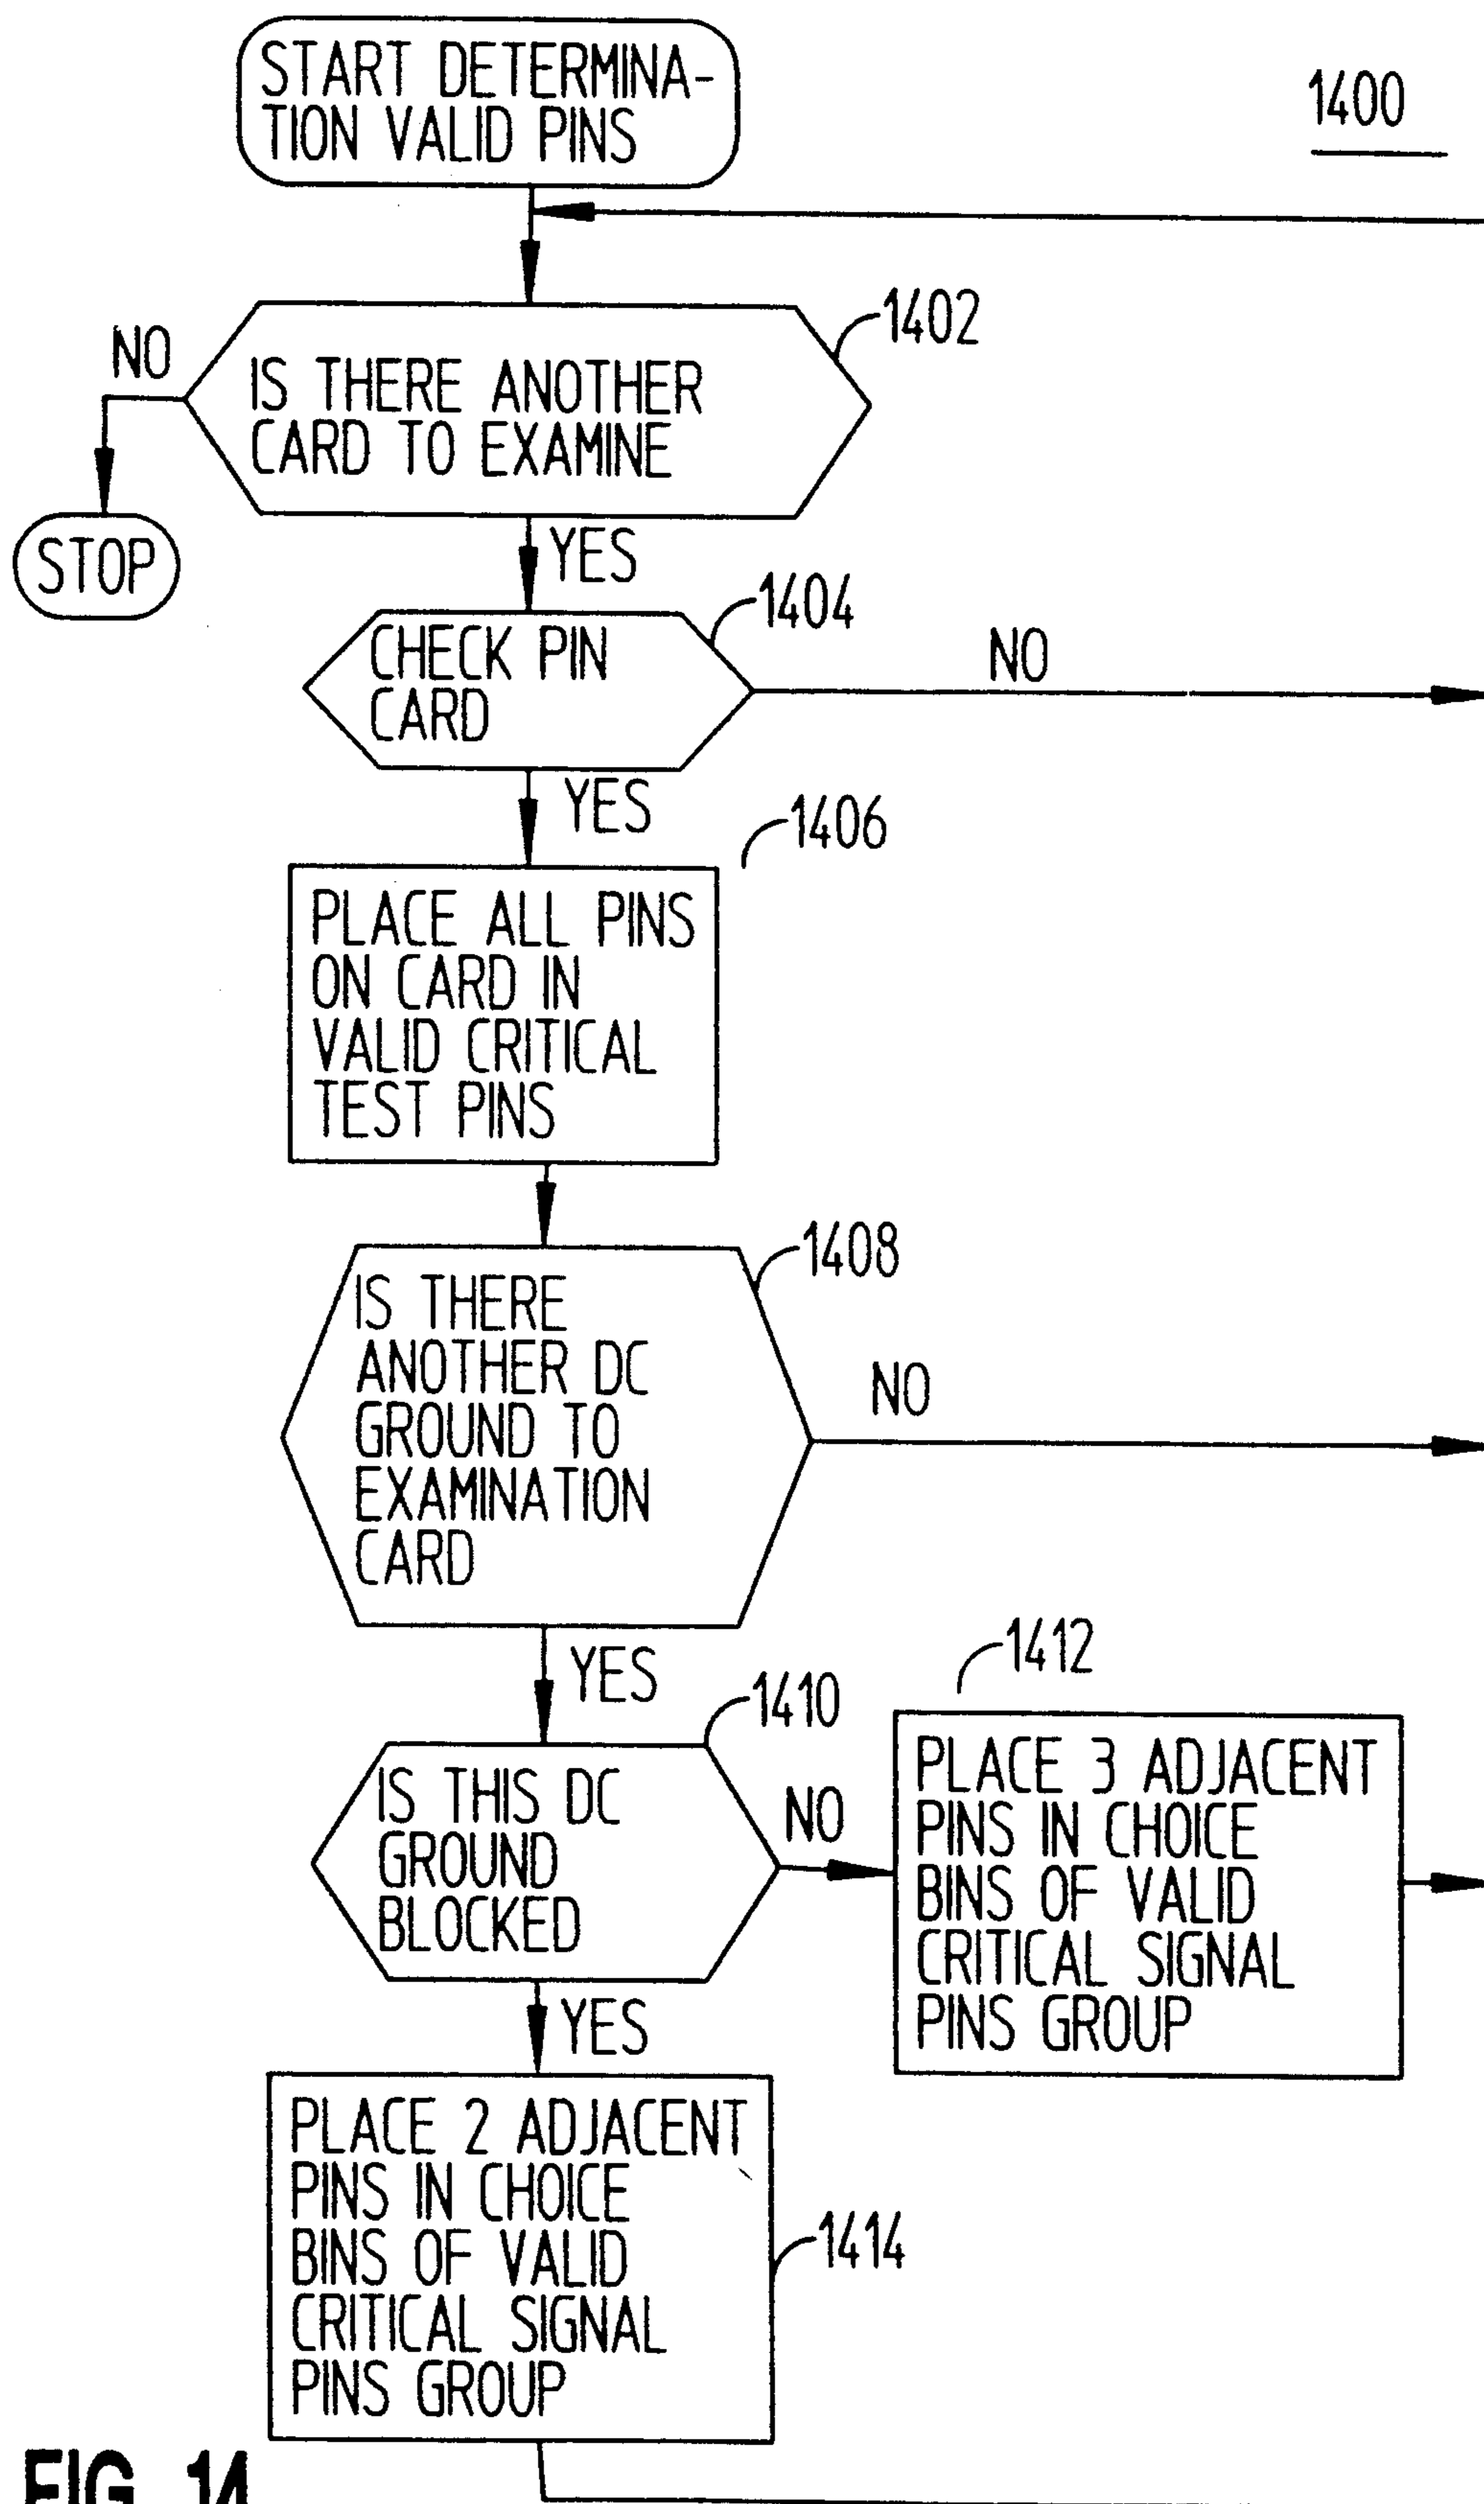 START DETERMINA-
TION VALID PINS
1400
1402
NO
IS THERE ANOTHER
CARD TO EXAMINE
STOP
YES
1404
CHECK PIN
CARD
NO
YES
1406
PLACE ALL PINS
ON CARD IN
VALID CRITICAL
TEST PINS
1408
IS THERE
ANOTHER DC
GROUND TO
EXAMINATION
CARD
NO
YES
1410
1412
IS THIS DC
GROUND
BLOCKED
NO
PLACE 3 ADJACENT
PINS IN CHOICE
BINS OF VALID
CRITICAL SIGNAL
PINS GROUP
YES
PLACE 2 ADJACENT
PINS IN CHOICE
BINS OF VALID
CRITICAL SIGNAL
PINS GROUP
1414
FIG. 14